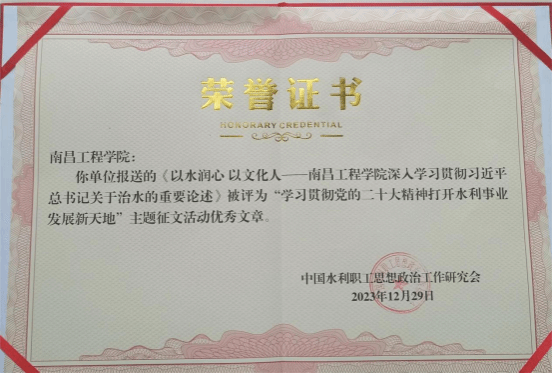 荣誉证书
HONORARY CREDENTIAL
南昌工程学院：
你单位报送的《以水润心 以文化人——南昌工程学院深入学习贯彻习近平
总书记关于治水的重要论述》被评为“学习贯彻党的二十大精神打开水利事业
发展新天地”主题征文活动优秀文章。
中国水利职工思想政治工作研究会
2023年12月29日